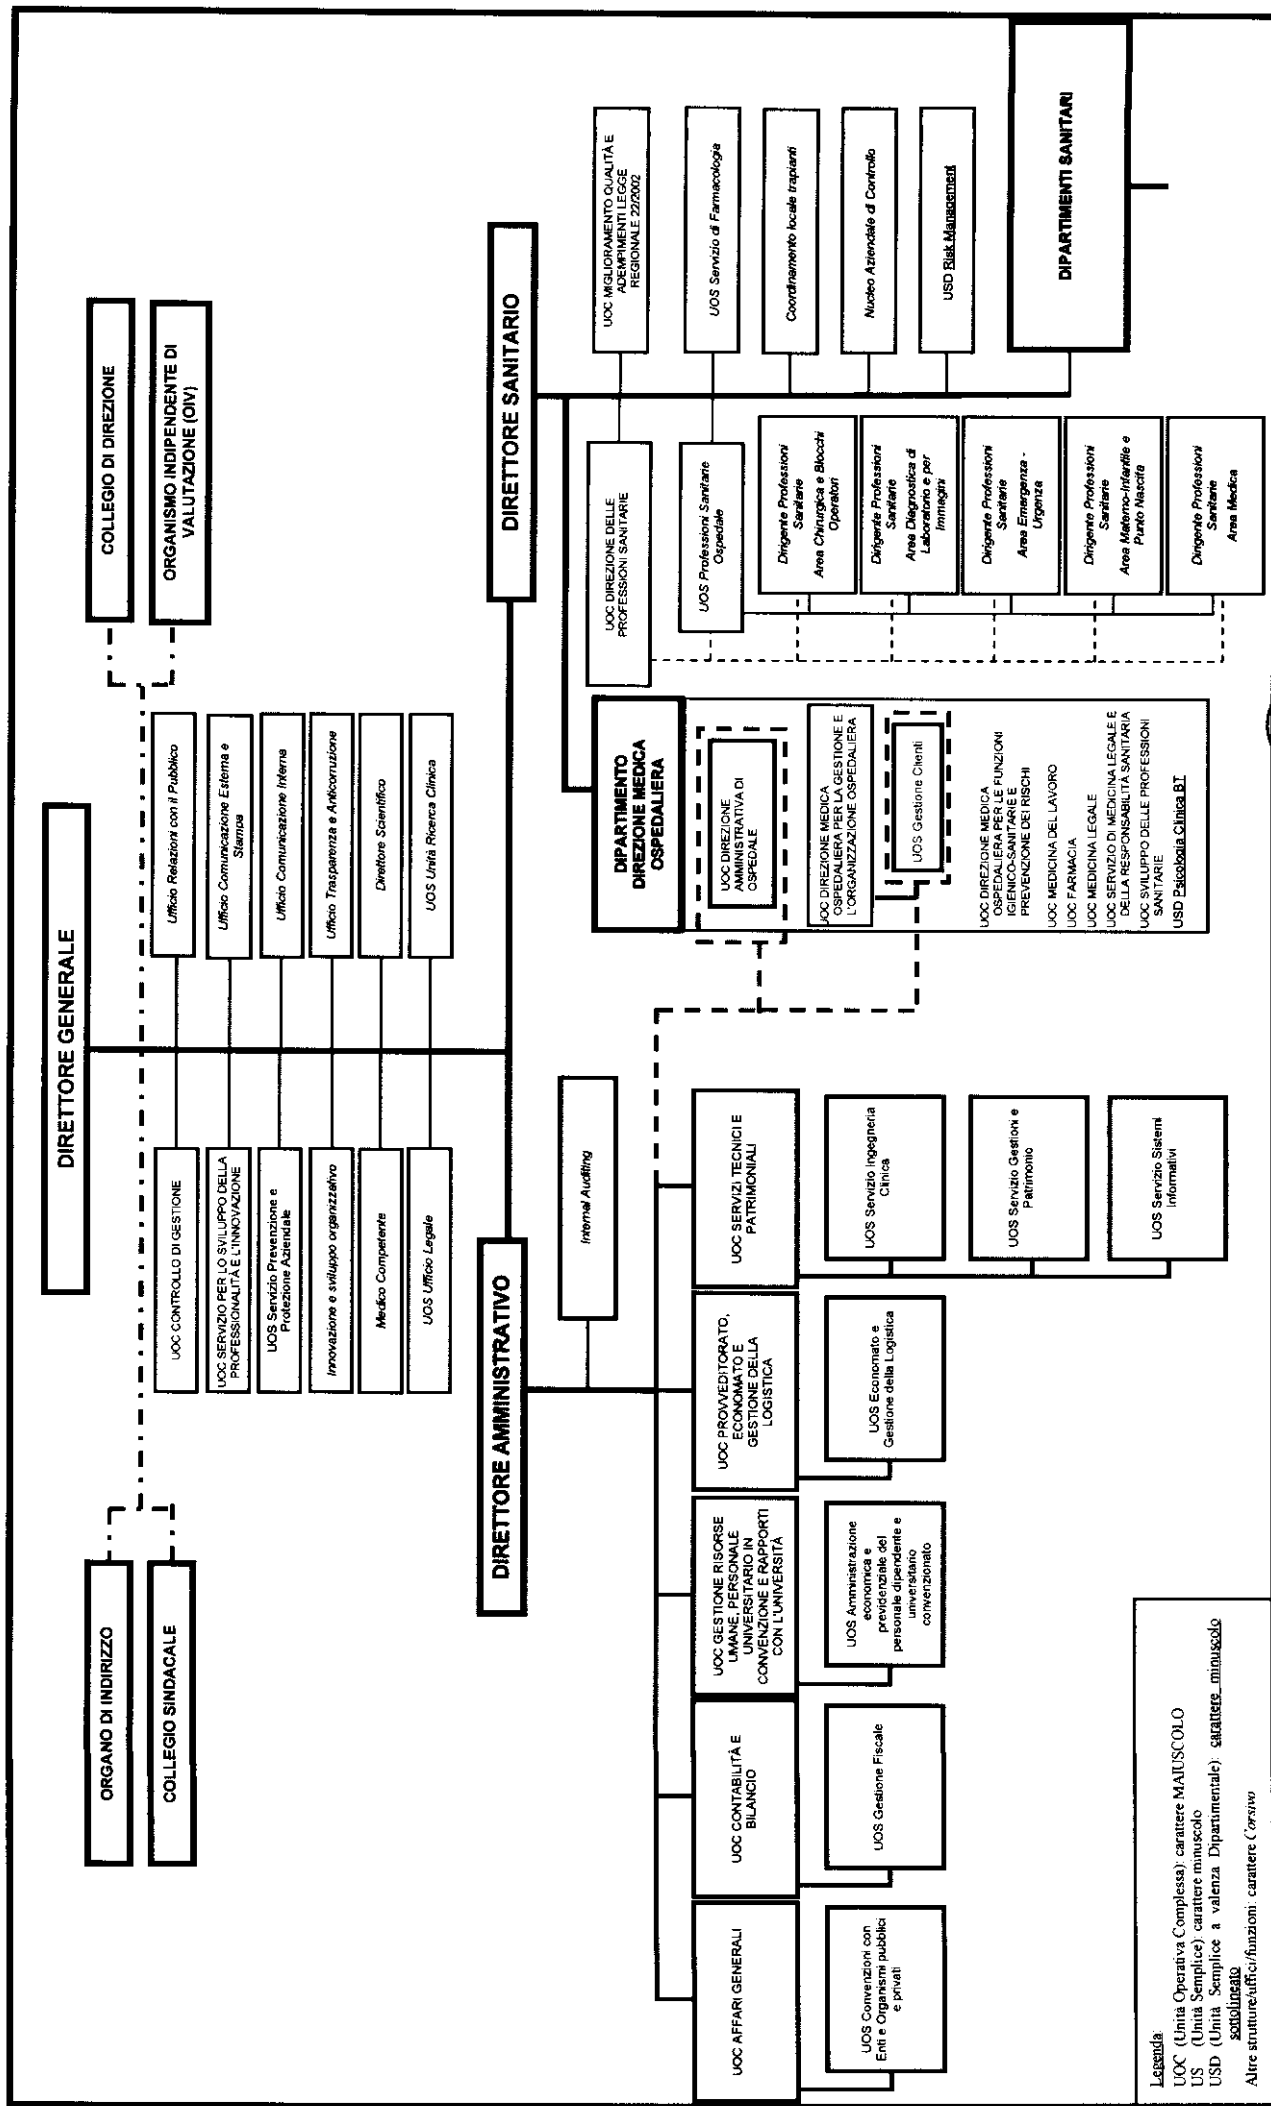 DIRETTORE GENERALE
ORGANO DI INDIRIZZO
COLLEGIO SINDACALE
COLLEGIO DI DIREZIONE
ORGANISMO INDIPENDENTE DI
VALUTAZIONE (OIV)
UOC CONTROLLO DI GESTIONE
UOC SERVIZIO PER LO SVILUPPO DELLA
PROFESSIONALITÀ E L'INNOVAZIONE
UOS Servizio Prevenzione e
Protezione Aziendale
Innovazione e sviluppo organizzativo
Medico Competente
UOS Ufficio Legale
Ufficio Relazioni con il Pubblico
Ufficio Comunicazione Esterna e
Stampa
Ufficio Comunicazione Interna
Ufficio Trasparenza e Anticorruzione
Direttore Scientifico
UOS Unità Ricerca Clinica
DIRETTORE AMMINISTRATIVO
Internal Auditing
UOC AFFARI GENERALI
UOC CONTABILITÀ E
BILANCIO
UOC GESTIONE RISORSE
UMANE, PERSONALE
UNIVERSITARIO IN
CONVENZIONE E RAPPORTI
CON L'UNIVERSITÀ
UOC PROVVEDITORATO,
ECONOMATO E
GESTIONE DELLA
LOGISTICA
UOC SERVIZI TECNICI E
PATRIMONIALI
UOS Convenzioni con
Enti e Organismi pubblici
e privati
UOS Gestione Fiscale
UOS Amministrazione
economica e
previdenziale del
personale dipendente e
universitario
convenzionato
UOS Economato e
Gestione della Logistica
UOS Servizio Ingegneria
Clinica
UOS Servizio Gestioni e
Patrimonio
UOS Servizio Sistemi
Informativi
DIRETTORE SANITARIO
DIPARTIMENTO
DIREZIONE MEDICA
OSPEDALIERA
UOC DIREZIONE
AMMINISTRATIVA DI
OSPEDALE
UOC DIREZIONE MEDICA
OSPEDALIERA PER LA GESTIONE E
L'ORGANIZZAZIONE OSPEDALIERA
UOS Gestione Clienti
UOC DIREZIONE MEDICA
OSPEDALIERA PER LE FUNZIONI
IGIENICO-SANITARIE E
PREVENZIONE DEI RISCHI
UOC MEDICINA DEL LAVORO
UOC FARMACIA
UOC MEDICINA LEGALE
UOC SERVIZIO DI MEDICINA LEGALE E
DELLA RESPONSABILITÀ SANITARIA
UOC SVILUPPO DELLE PROFESSIONI
SANITARIE
USD Psicologia Clinica BT
UOC DIREZIONE DELLE
PROFESSIONI SANITARIE
UOS Professioni Sanitarie
Ospedale
Dirigente Professioni
Sanitarie
Area Chirurgica e Blocchi
Operatori
Dirigente Professioni
Sanitarie
Area Diagnostica di
Laboratorio e per
Immagini
Dirigente Professioni
Sanitarie
Area Emergenza -
Urgenza
Dirigente Professioni
Sanitarie
Area Materno-Infantile e
Punto Nascita
Dirigente Professioni
Sanitarie
Area Medica
UOC MIGLIORAMENTO QUALITÀ E
ADEMPIMENTI LEGGE
REGIONALE 22/2002
UOS Servizio di Farmacologia
Coordinamento locale trapianti
Nucleo Aziendale di Controllo
USD Risk Management
DIPARTIMENTI SANITARI
Legenda:
UOC (Unità Operativa Complessa): carattere MAIUSCOLO
US (Unità Semplice): carattere minuscolo
USD (Unità Semplice a valenza Dipartimentale): carattere minuscolo
sottolineato
Altre strutture/uffici/funzioni: carattere Corsivo